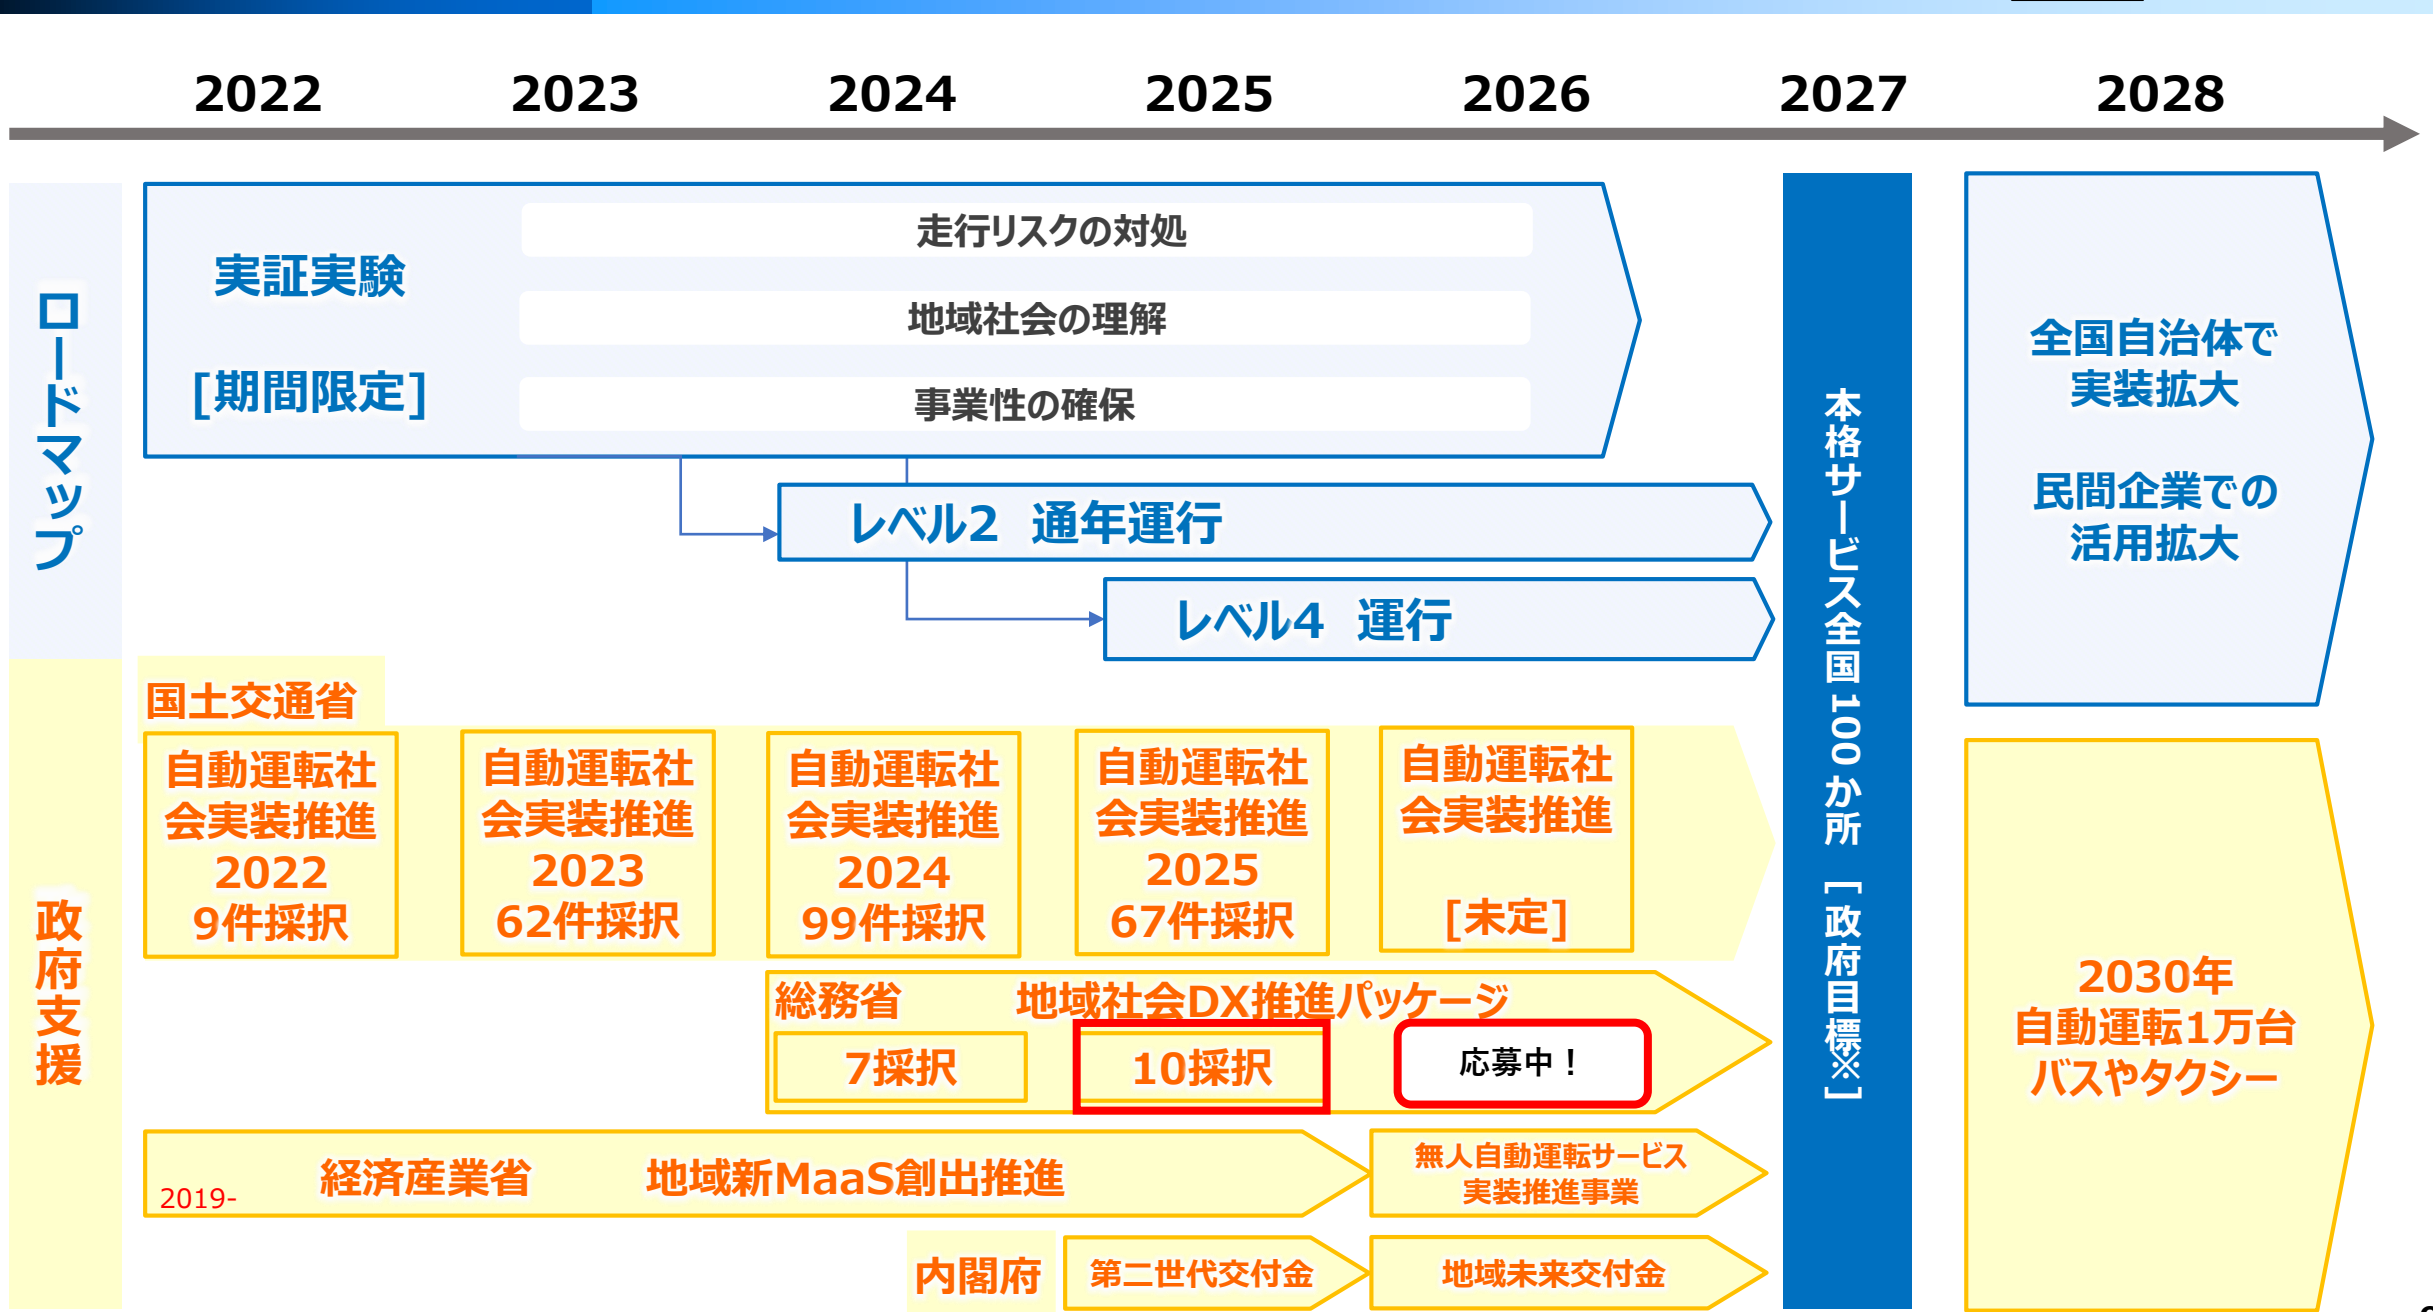 2022
2023
2024
2025
2026
2027
2028
ロードマップ
実証実験
[期間限定]
走行リスクの対処
地域社会の理解
事業性の確保
レベル2 通年運行
レベル4 運行
本格サービス全国100か所 [政府目標※]
全国自治体で
実装拡大
民間企業での
活用拡大
政府支援
国土交通省
自動運転社
会実装推進
2022
9件採択
自動運転社
会実装推進
2023
62件採択
自動運転社
会実装推進
2024
99件採択
自動運転社
会実装推進
2025
67件採択
自動運転社
会実装推進
[未定]
総務省 地域社会DX推進パッケージ
7採択
10採択
応募中！
2019-
経済産業省 地域新MaaS創出推進
無人自動運転サービス
実装推進事業
内閣府
第二世代交付金
地域未来交付金
2030年
自動運転1万台
バスやタクシー